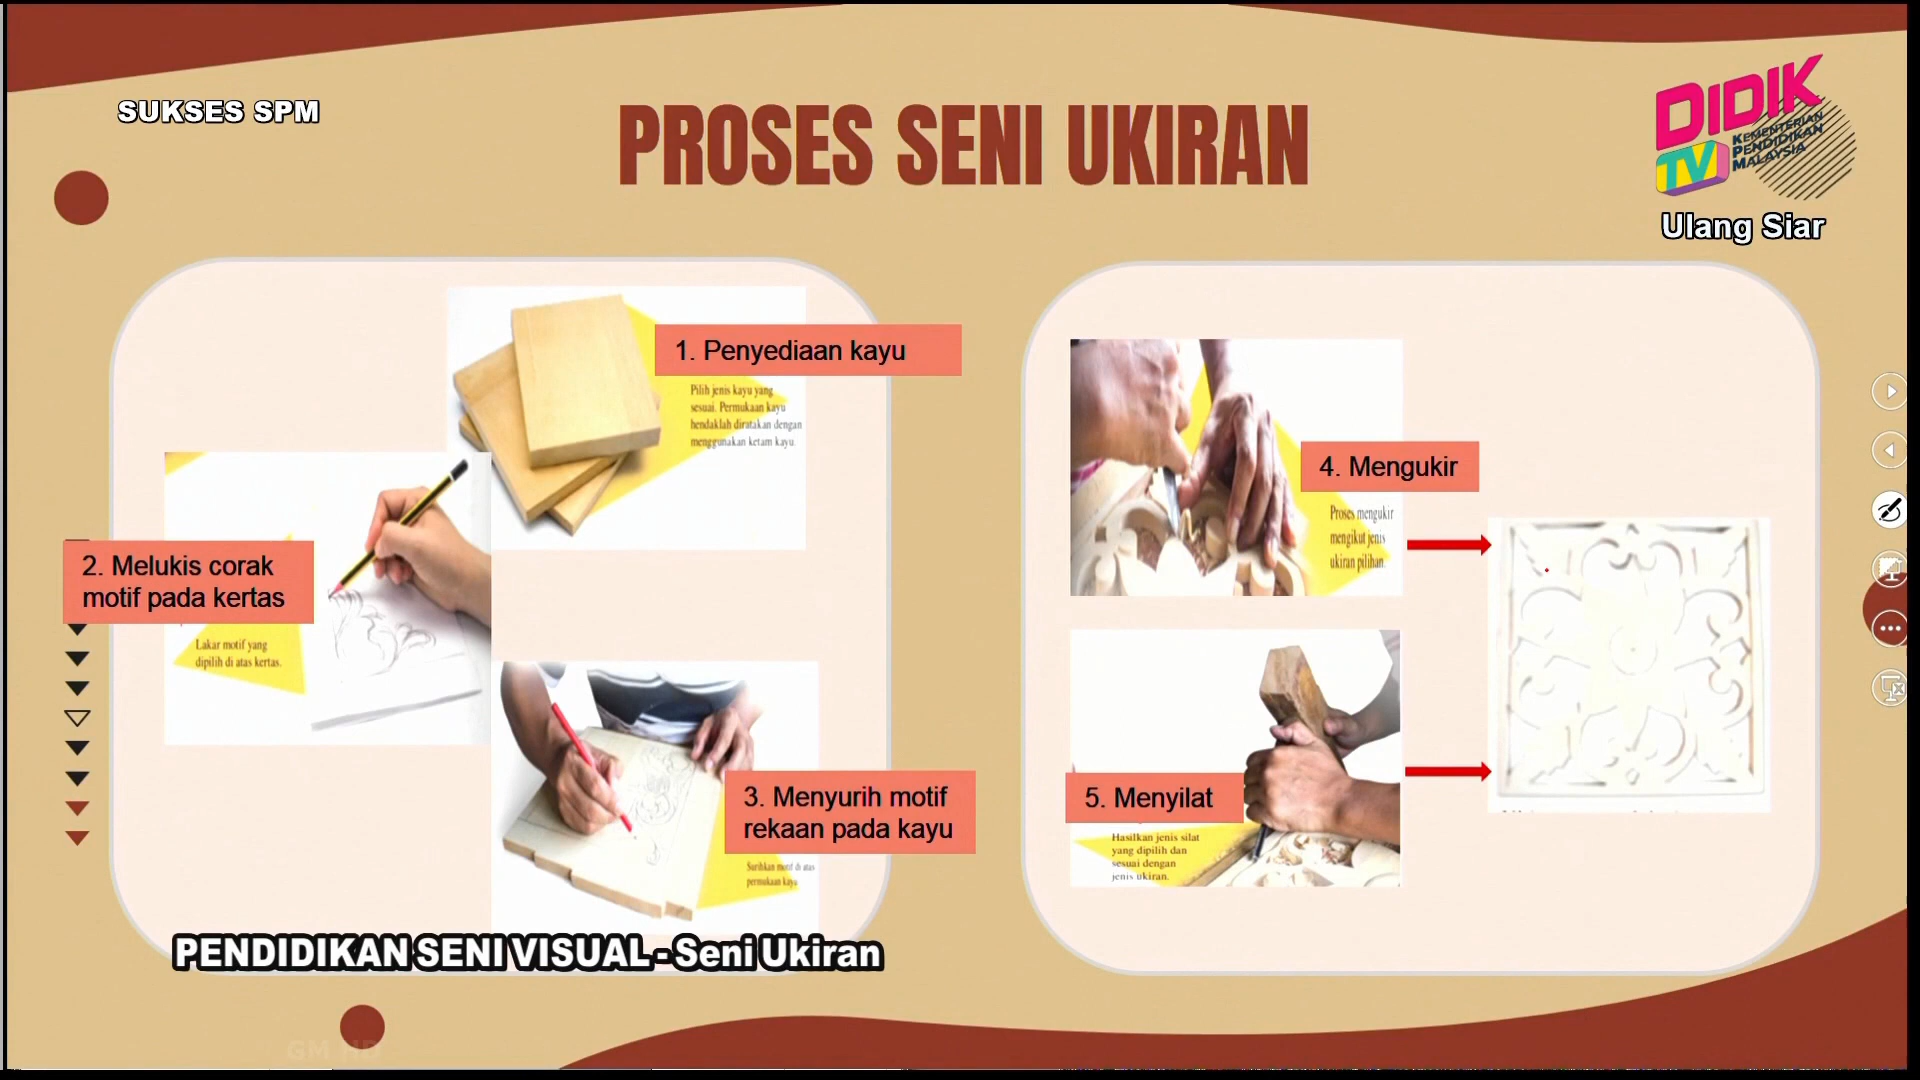 SUKSES SPM
PROSES SENI UKIRAN
DIDIK
TV
KEMENTERIAN
PENDIDIKAN
MALAYSIA
Ulang Siar
1. Penyediaan kayu
Pilih jenis kayu yang
sesuai. Permukaan kayu
hendaklah diratakan dengan
menggunakan ketam kayu.
2. Melukis corak
motif pada kertas
Lakar motif yang
dipilih di atas kertas.
3. Menyurih motif
rekaan pada kayu
Surihkan motif di atas
permukaan kayu
4. Mengukir
Proses mengukir
mengikut jenis
ukiran pilihan.
5. Menyilat
Hasilkan jenis silat
yang dipilih dan
sesuai dengan
jenis ukiran.
PENDIDIKAN SENI VISUAL - Seni Ukiran
GM HD